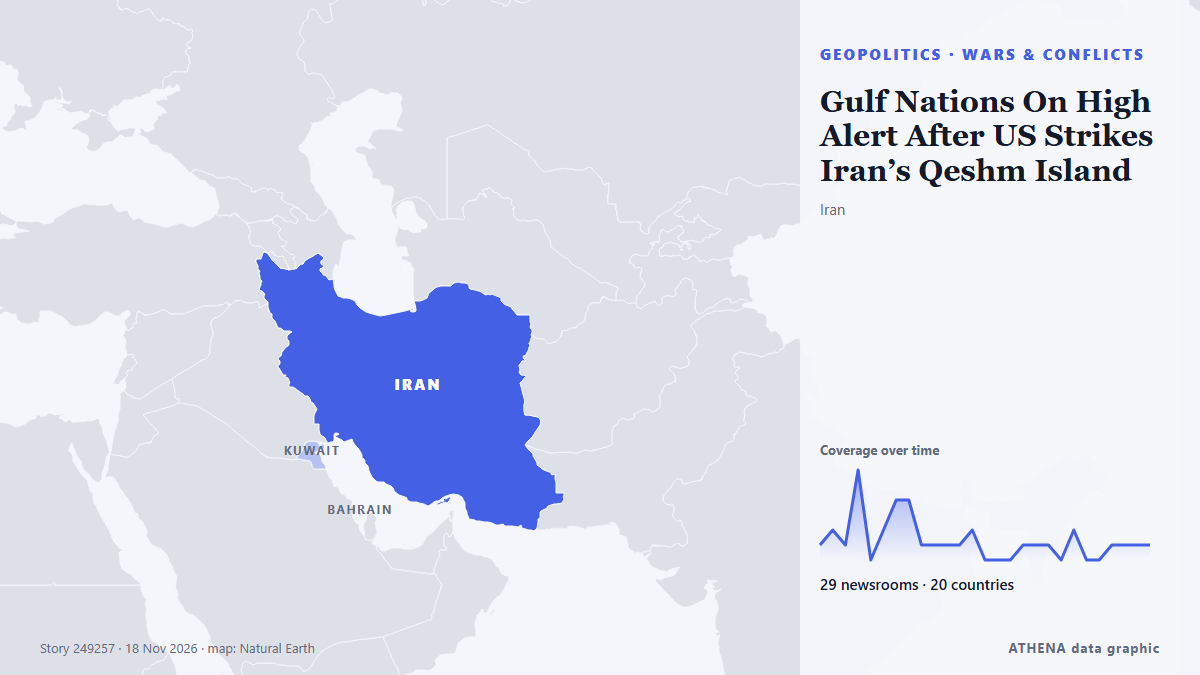 GEOPOLITICS · WARS & CONFLICTS
Gulf Nations On High
Alert After US Strikes
Iran’s Qeshm Island
Iran
IRAN
KUWAIT
BAHRAIN
Coverage over time
29 newsrooms · 20 countries
Story 249257 · 18 Nov 2026 · map: Natural Earth
ATHENA data graphic